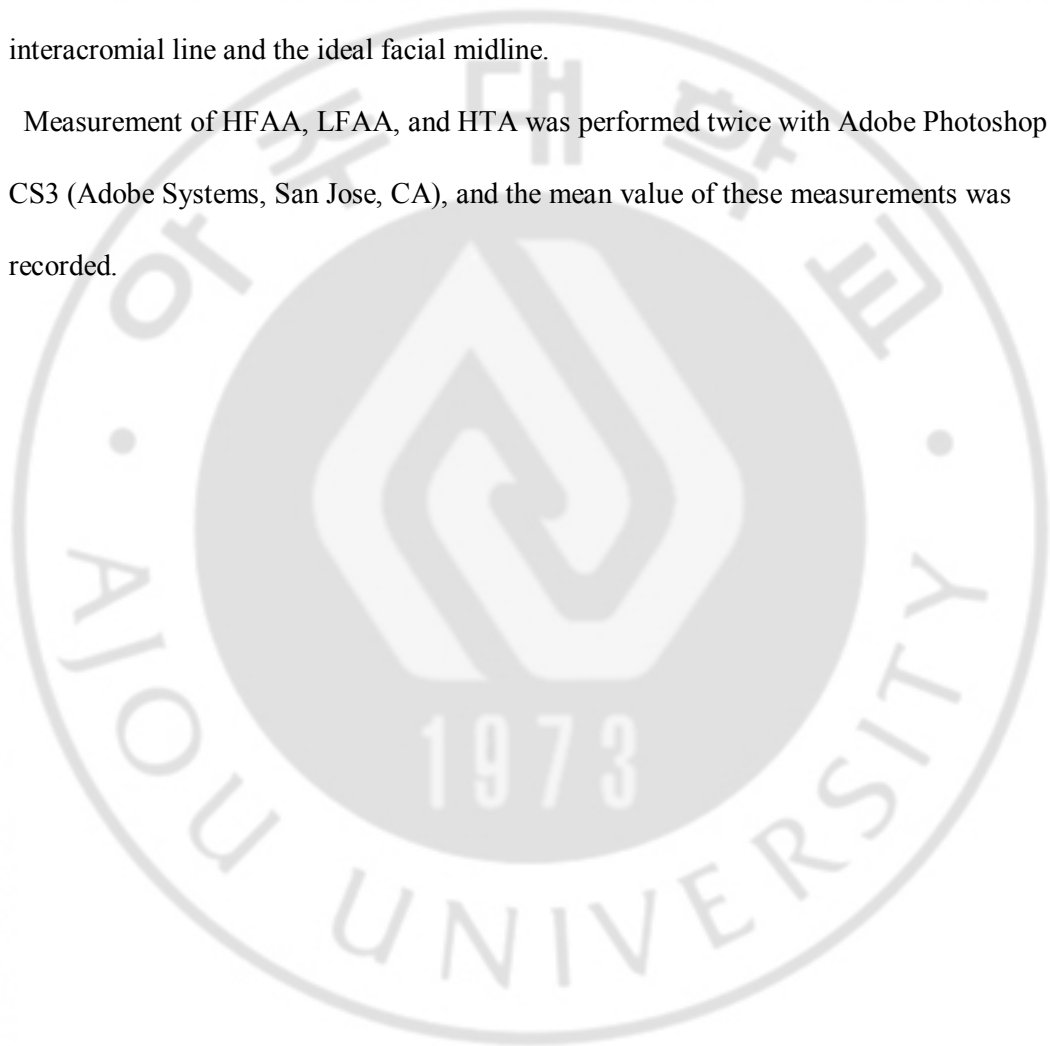 interacromial line and the ideal facial midline.
Measurement of HFAA, LFAA, and HTA was performed twice with Adobe Photoshop
CS3 (Adobe Systems, San Jose, CA), and the mean value of these measurements was
recorded.
아주대학교
1973
AJOU UNIVERSITY